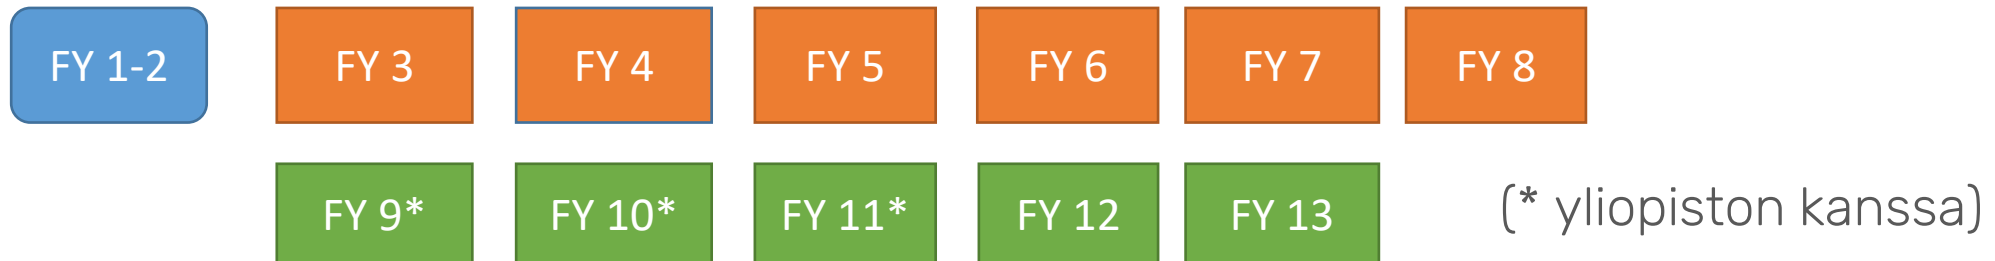 FY 1-2 FY 3 FY 4 FY 5 FY 6 FY 7 FY 8
FY 9* FY 10* FY 11* FY 12 FY 13 (* yliopiston kanssa)